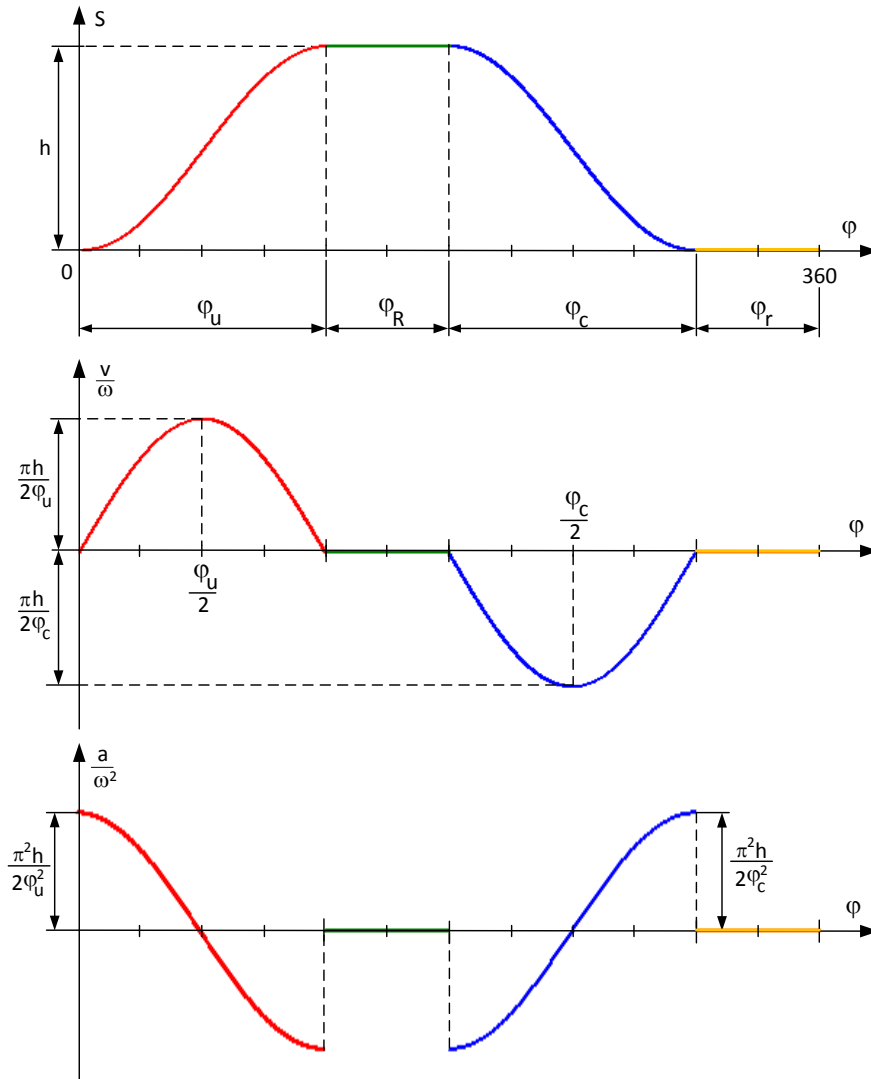 S
h
0
φ
360
φu
φR
φc
φr
v/ω
πh/2φu
φc/2
φ
φu/2
πh/2φc
a/ω²
π²h/2φu²
π²h/2φc²
φ